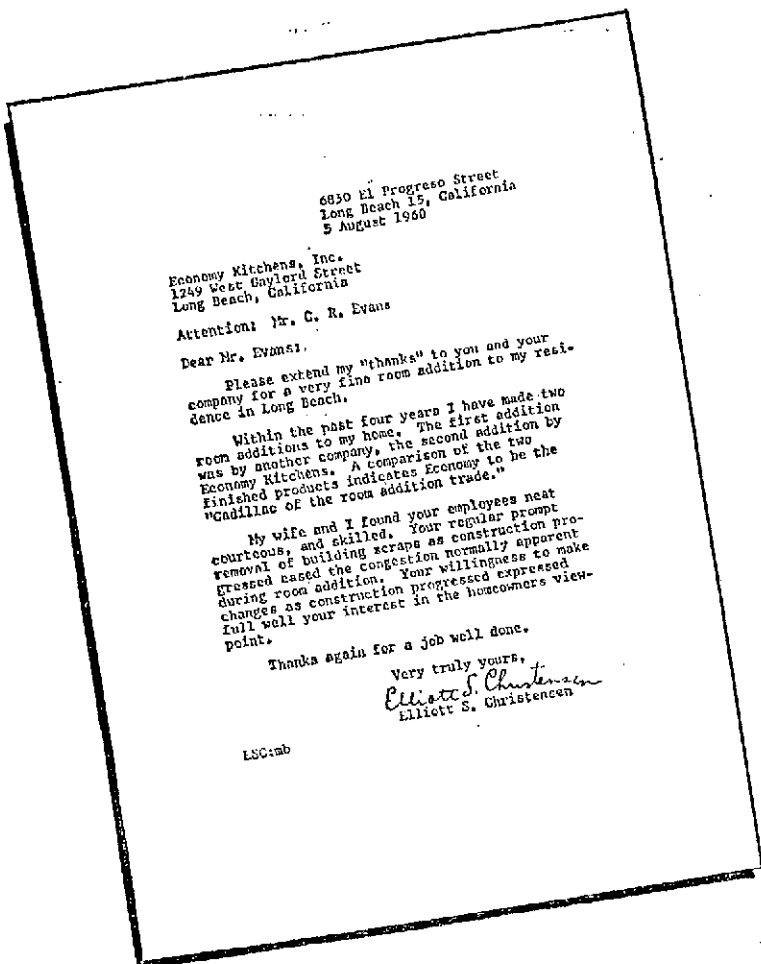 6830 El Progreso Street
Long Beach 15, California
5 August 1960
Economy Kitchens, Inc.
1249 West Gaylord Street
Long Beach, California
Attention: Mr. C. R. Evans
Dear Mr. Evans:
Please extend my "thanks" to you and your
company for a very fine room addition to my resi-
dence in Long Beach.
Within the past four years I have made two
room additions to my home. The first addition
was by another company, the second addition by
Economy Kitchens. A comparison of the two
finished products indicates Economy to be the
"Cadillac of the room addition trade."
My wife and I found your employees neat
courteous, and skilled. Your regular prompt
removal of building scraps as construction pro-
gressed eased the congestion normally apparent
during room addition. Your willingness to make
changes as construction progressed expressed
full well your interest in the homeowners view-
point.
Thanks again for a job well done.
Very truly yours,
Elliott S. Christensen
Elliott S. Christensen
ESC:mb